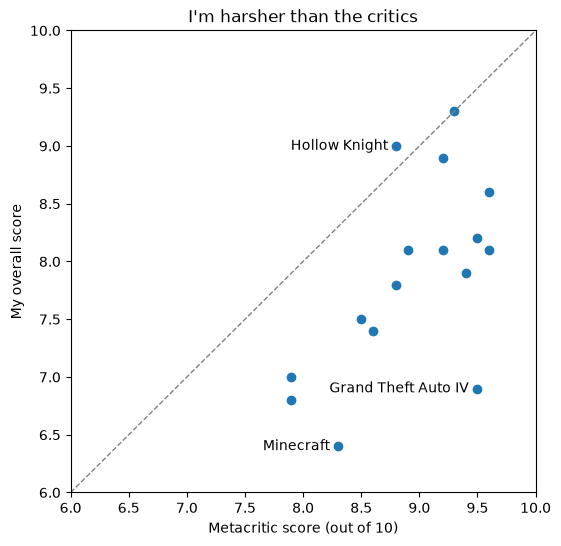 I'm harsher than the critics
10.0
9.5
9.0
8.5
8.0
7.5
7.0
6.5
6.0
My overall score
Hollow Knight
Grand Theft Auto IV
Minecraft
6.0 6.5 7.0 7.5 8.0 8.5 9.0 9.5 10.0
Metacritic score (out of 10)